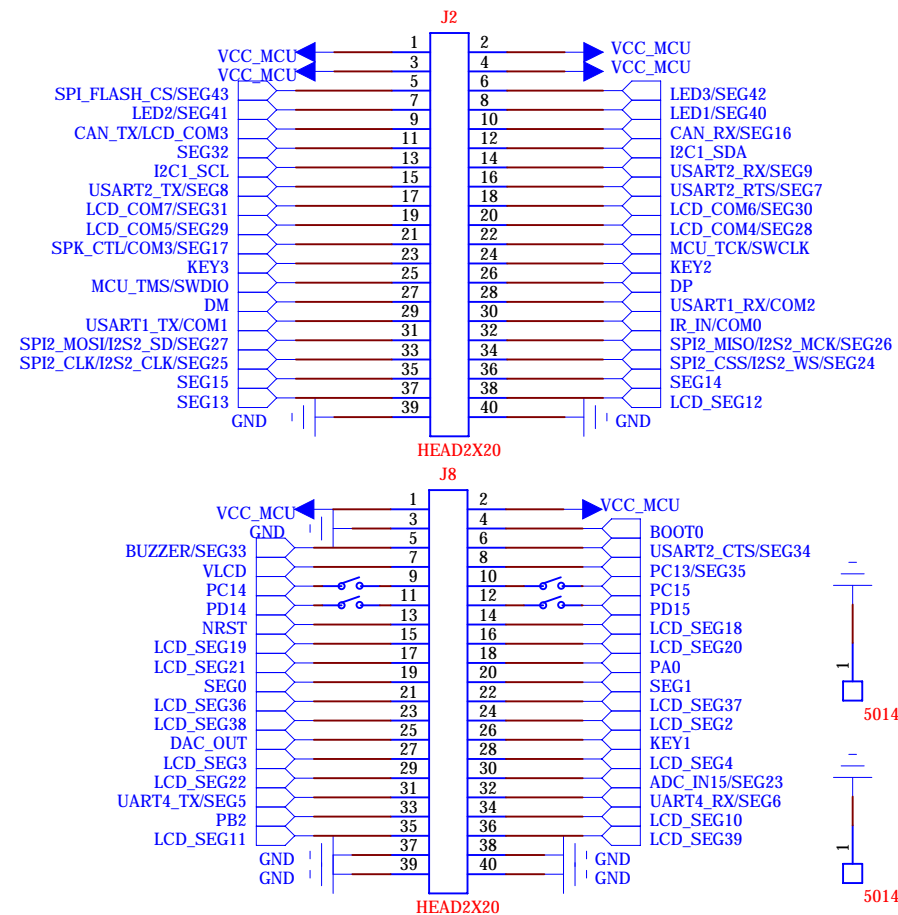 J2
1 2
VCC_MCU VCC_MCU
3 4
VCC_MCU VCC_MCU
5 6
SPI_FLASH_CS/SEG43 LED3/SEG42
7 8
LED2/SEG41 LED1/SEG40
9 10
CAN_TX/LCD_COM3 CAN_RX/SEG16
11 12
SEG32 I2C1_SDA
13 14
I2C1_SCL USART2_RX/SEG9
15 16
USART2_TX/SEG8 USART2_RTS/SEG7
17 18
LCD_COM7/SEG31 LCD_COM6/SEG30
19 20
LCD_COM5/SEG29 LCD_COM4/SEG28
21 22
SPK_CTL/COM3/SEG17 MCU_TCK/SWCLK
23 24
KEY3 KEY2
25 26
MCU_TMS/SWDIO DP
27 28
DM USART1_RX/COM2
29 30
USART1_TX/COM1 IR_IN/COM0
31 32
SPI2_MOSI/I2S2_SD/SEG27 SPI2_MISO/I2S2_MCK/SEG26
33 34
SPI2_CLK/I2S2_CLK/SEG25 SPI2_CSS/I2S2_WS/SEG24
35 36
SEG15 SEG14
37 38
SEG13 LCD_SEG12
39 40
GND GND
HEAD2X20
J8
1 2
VCC_MCU VCC_MCU
3 4
GND BOOT0
5 6
BUZZER/SEG33 USART2_CTS/SEG34
7 8
VLCD PC13/SEG35
9 10
PC14 PC15
11 12
PD14 PD15
13 14
NRST LCD_SEG18
15 16
LCD_SEG19 LCD_SEG20
17 18
LCD_SEG21 PA0
19 20
SEG0 SEG1
21 22
LCD_SEG36 LCD_SEG37
23 24
LCD_SEG38 LCD_SEG2
25 26
DAC_OUT KEY1
27 28
LCD_SEG3 LCD_SEG4
29 30
LCD_SEG22 ADC_IN15/SEG23
31 32
UART4_TX/SEG5 UART4_RX/SEG6
33 34
PB2 LCD_SEG10
35 36
LCD_SEG11 LCD_SEG39
37 38
GND GND
39 40
GND GND
HEAD2X20
1
5014
1
5014